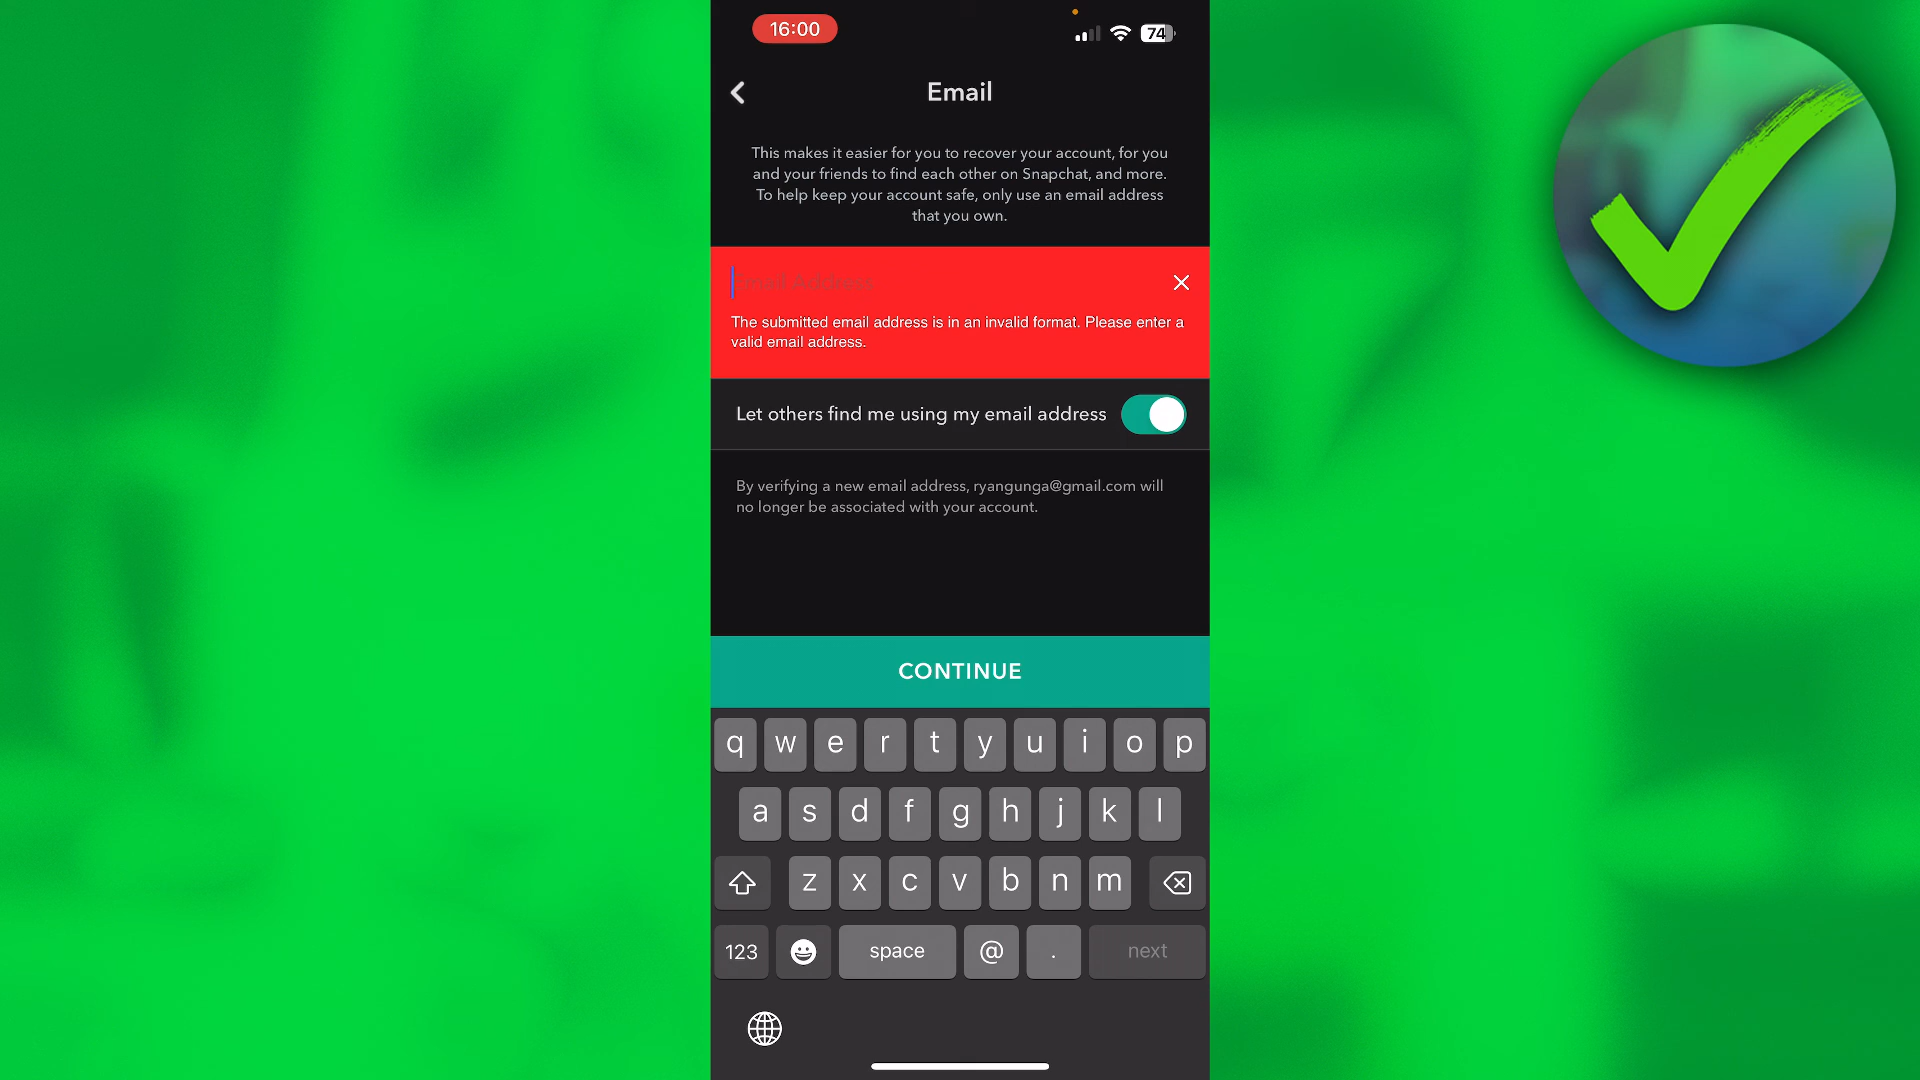 16:00
74
Email
This makes it easier for you to recover your account, for you
and your friends to find each other on Snapchat, and more.
To help keep your account safe, only use an email address
that you own.
Email Address
The submitted email address is in an invalid format. Please enter a
valid email address.
Let others find me using my email address
By verifying a new email address, ryangunga@gmail.com will
no longer be associated with your account.
CONTINUE
q w e r t y u i o p
a s d f g h j k l
z x c v b n m
123 space @ . next